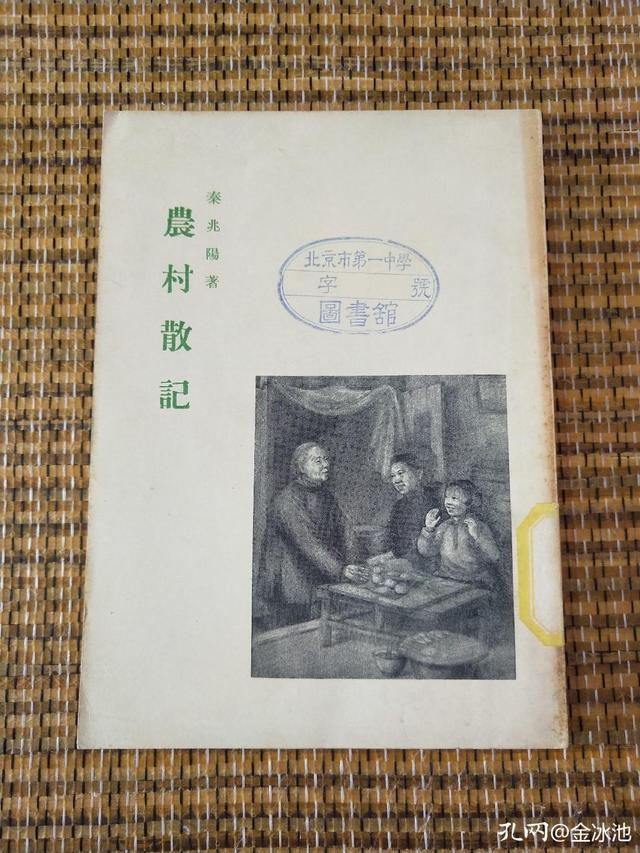 秦兆陽著
農村散記
北京市第一中學
字 號
圖書舘
孔网@金冰池